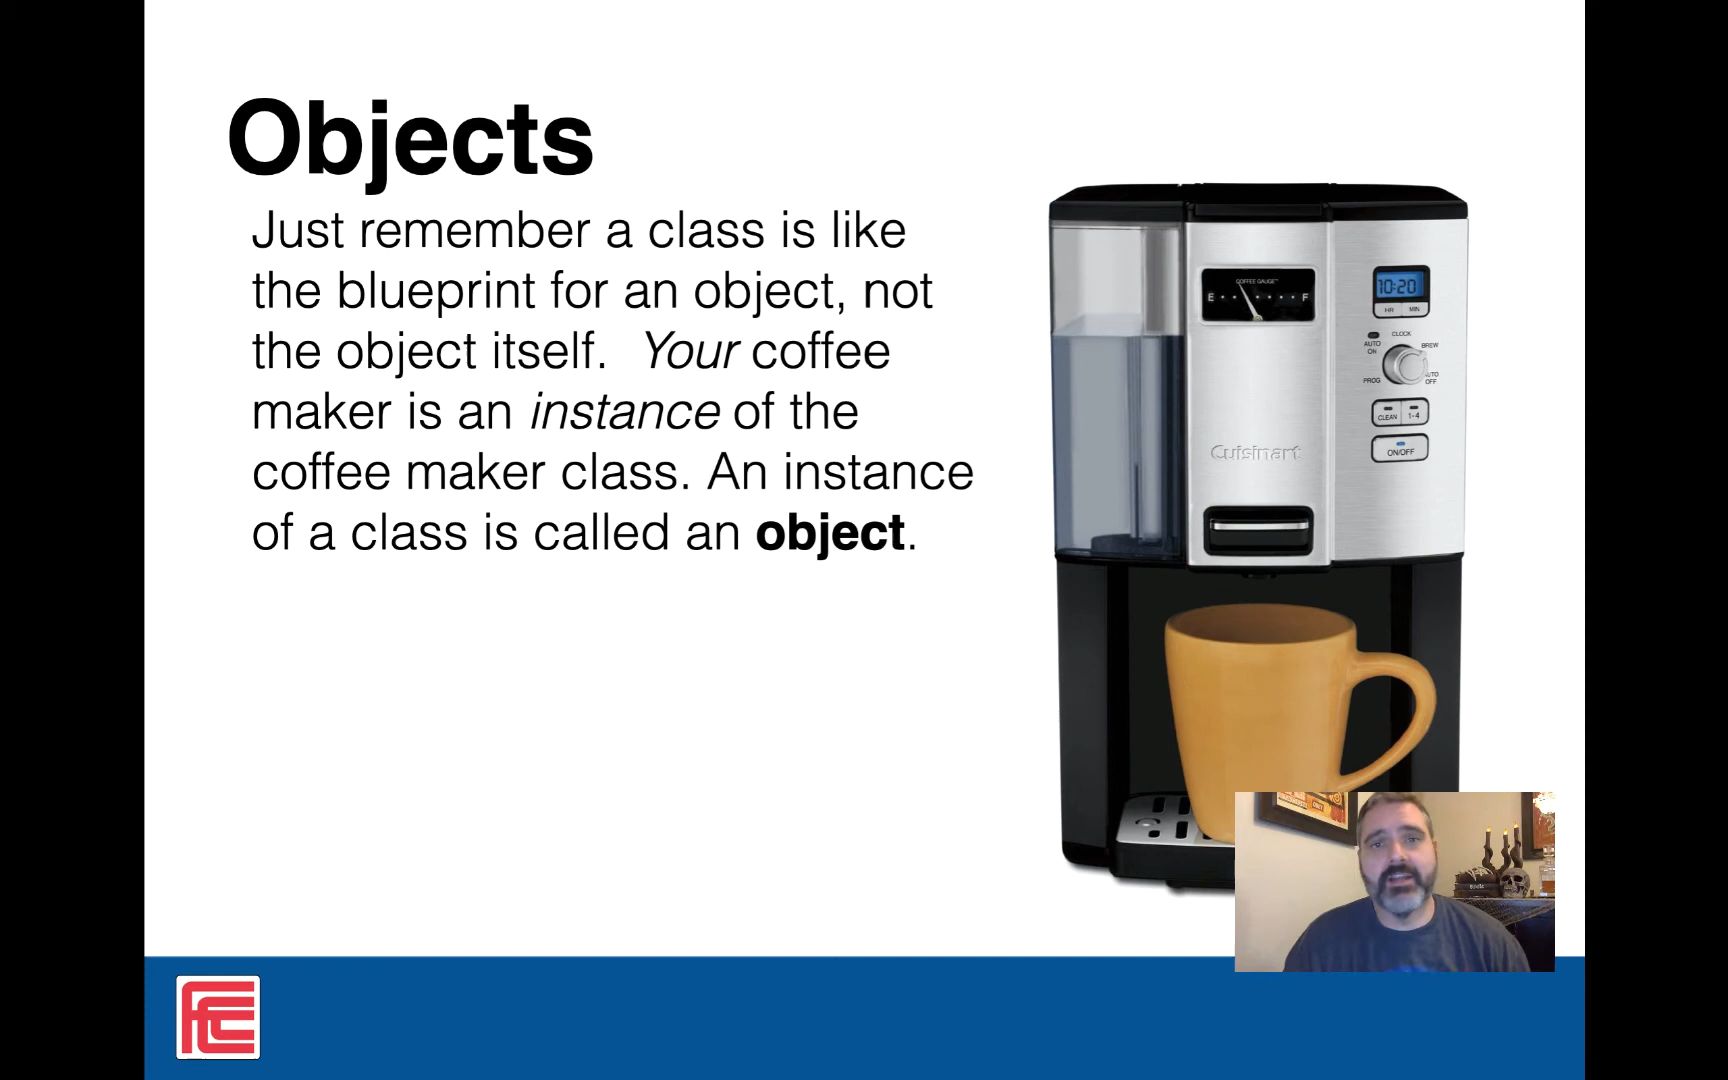 Objects
Just remember a class is like
the blueprint for an object, not
the object itself.  Your coffee
maker is an instance of the
coffee maker class. An instance
of a class is called an object.
COFFEE GAUGE
E F
10:20
HR MIN
CLOCK
AUTO
ON
BREW
PROG
AUTO
OFF
CLEAN 1-4
ON/OFF
Cuisinart
FCC